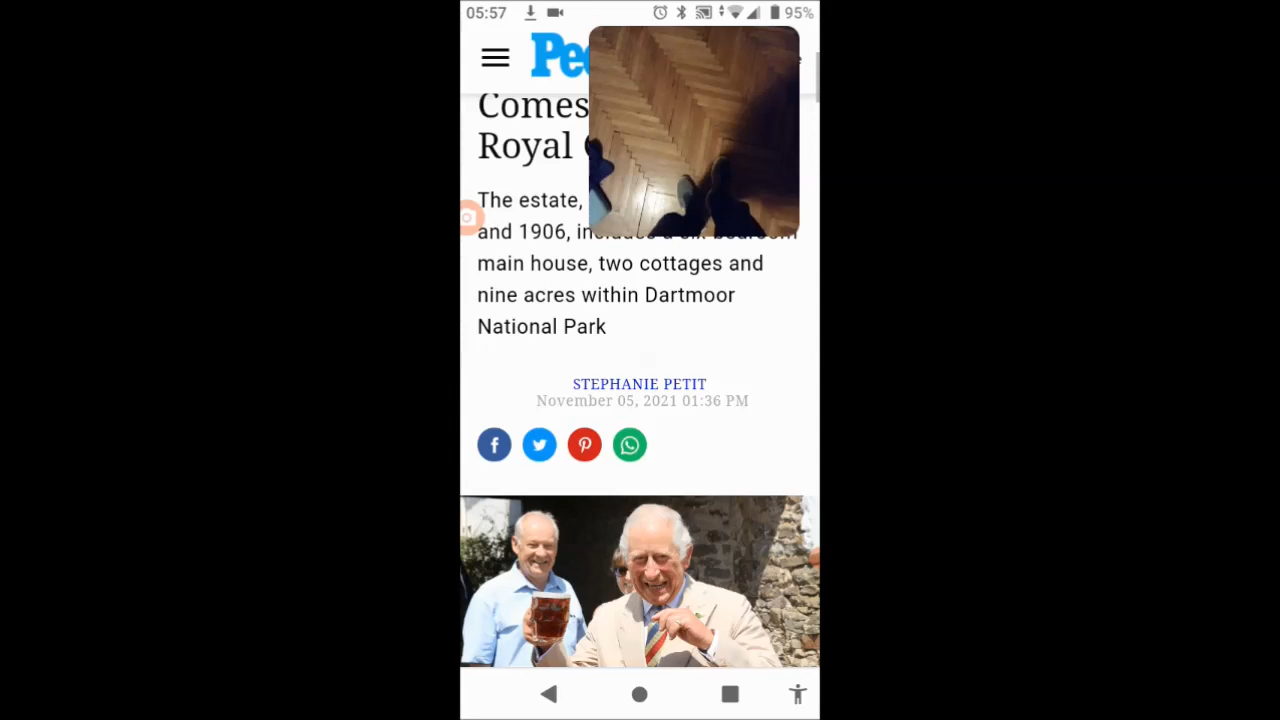 05:57
95%
Pe
Comes
Royal
The estate,
and 1906,
main house, two cottages and
nine acres within Dartmoor
National Park
STEPHANIE PETIT
November 05, 2021 01:36 PM